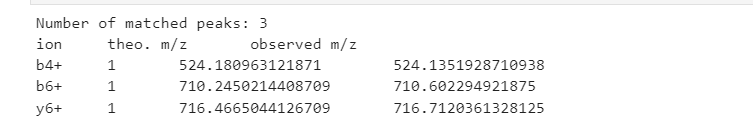 Number of matched peaks: 3
ion theo. m/z observed m/z
b4+ 1 524.180963121871 524.1351928710938
b6+ 1 710.2450214408709 710.602294921875
y6+ 1 716.4665044126709 716.7120361328125